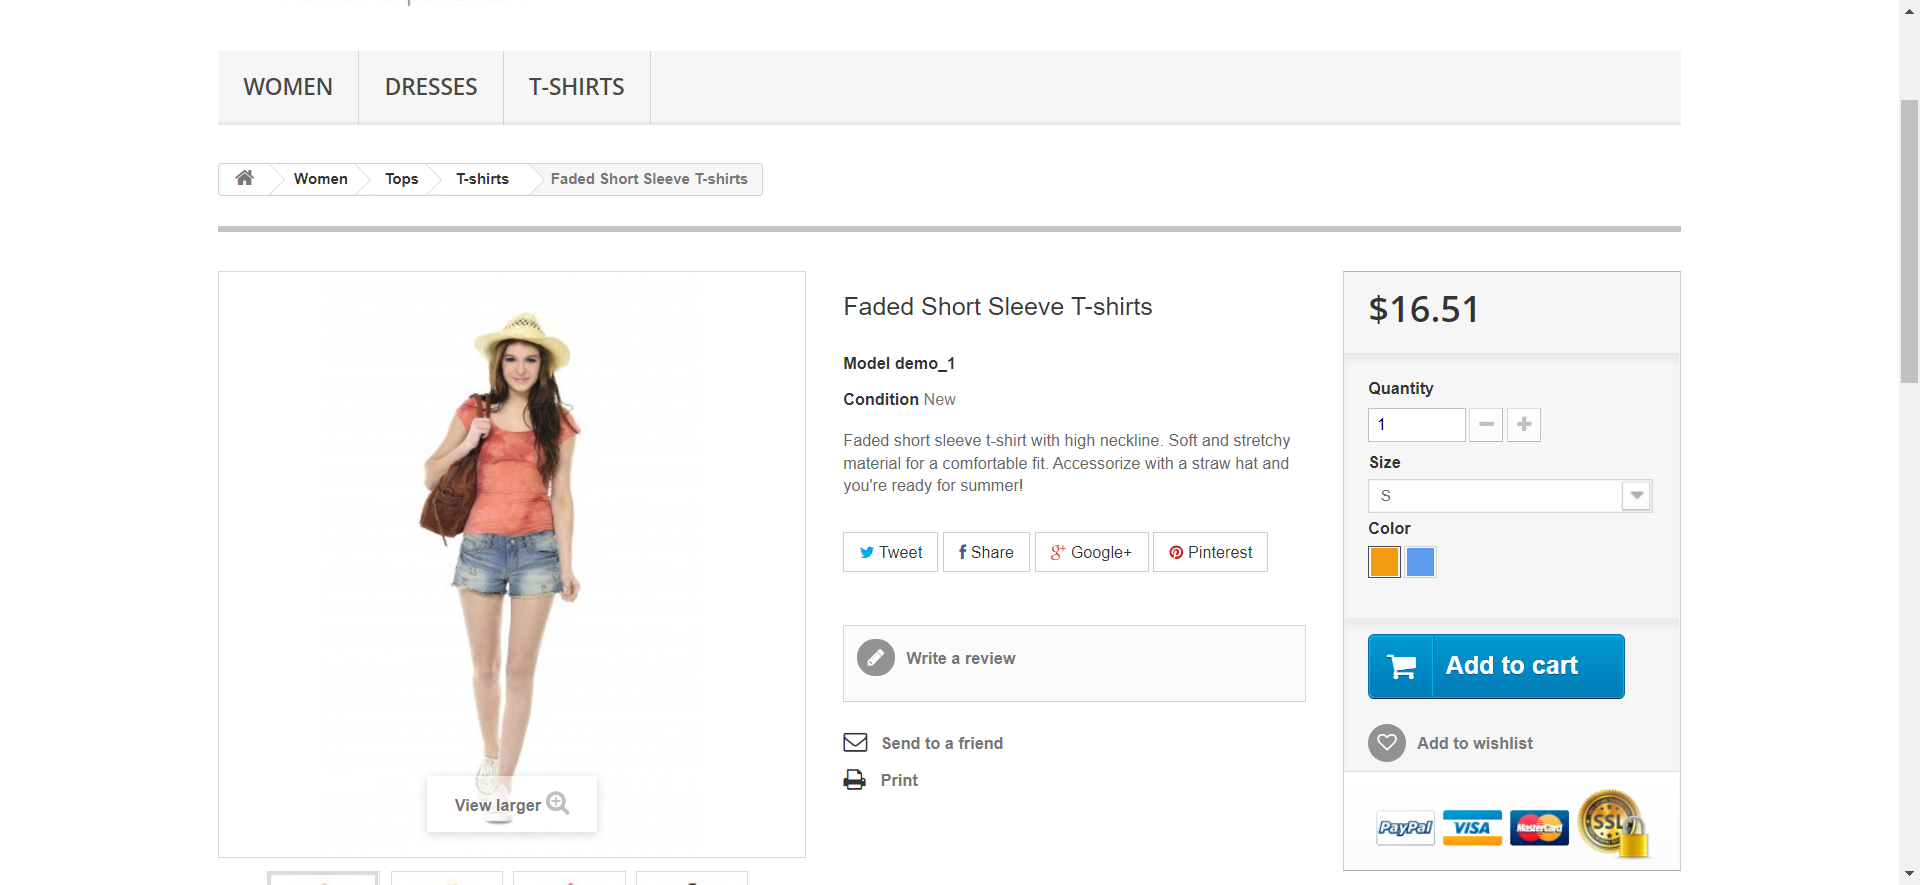 WOMEN DRESSES T-SHIRTS
Women Tops T-shirts Faded Short Sleeve T-shirts
Faded Short Sleeve T-shirts
Model demo_1
Condition New
Faded short sleeve t-shirt with high neckline. Soft and stretchy
material for a comfortable fit. Accessorize with a straw hat and
you're ready for summer!
Tweet Share Google+ Pinterest
Write a review
Send to a friend
Print
View larger
$16.51
Quantity
1
Size
S
Color
Add to cart
Add to wishlist
PayPal VISA MasterCard SSL